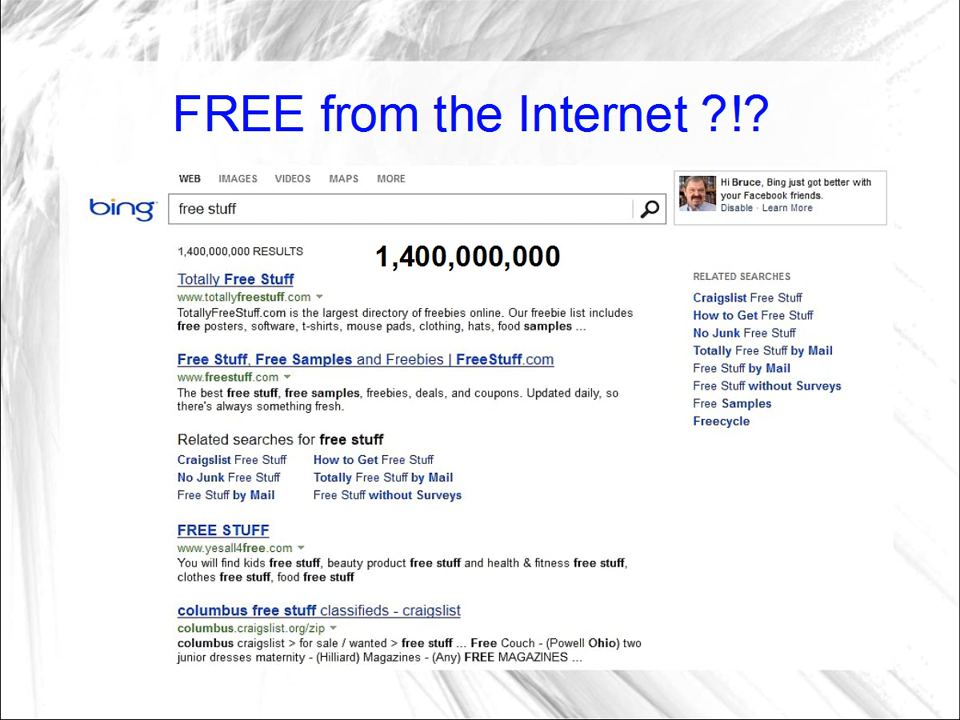 FREE from the Internet ?!?
WEB IMAGES VIDEOS MAPS MORE
bing
free stuff
Hi Bruce, Bing just got better with
your Facebook friends.
Disable · Learn More
1,400,000,000 RESULTS
1,400,000,000
Totally Free Stuff
www.totallyfreestuff.com
TotallyFreeStuff.com is the largest directory of freebies online. Our freebie list includes
free posters, software, t-shirts, mouse pads, clothing, hats, food samples ...
Free Stuff, Free Samples and Freebies | FreeStuff.com
www.freestuff.com
The best free stuff, free samples, freebies, deals, and coupons. Updated daily, so
there's always something fresh.
Related searches for free stuff
Craigslist Free Stuff How to Get Free Stuff
No Junk Free Stuff Totally Free Stuff by Mail
Free Stuff by Mail Free Stuff without Surveys
FREE STUFF
www.yesall4free.com
You will find kids free stuff, beauty product free stuff and health & fitness free stuff,
clothes free stuff, food free stuff
columbus free stuff classifieds - craigslist
columbus.craigslist.org/zip
columbus craigslist > for sale / wanted > free stuff ... Free Couch - (Powell Ohio) two
junior dresses maternity - (Hilliard) Magazines - (Any) FREE MAGAZINES ...
RELATED SEARCHES
Craigslist Free Stuff
How to Get Free Stuff
No Junk Free Stuff
Totally Free Stuff by Mail
Free Stuff by Mail
Free Stuff without Surveys
Free Samples
Freecycle